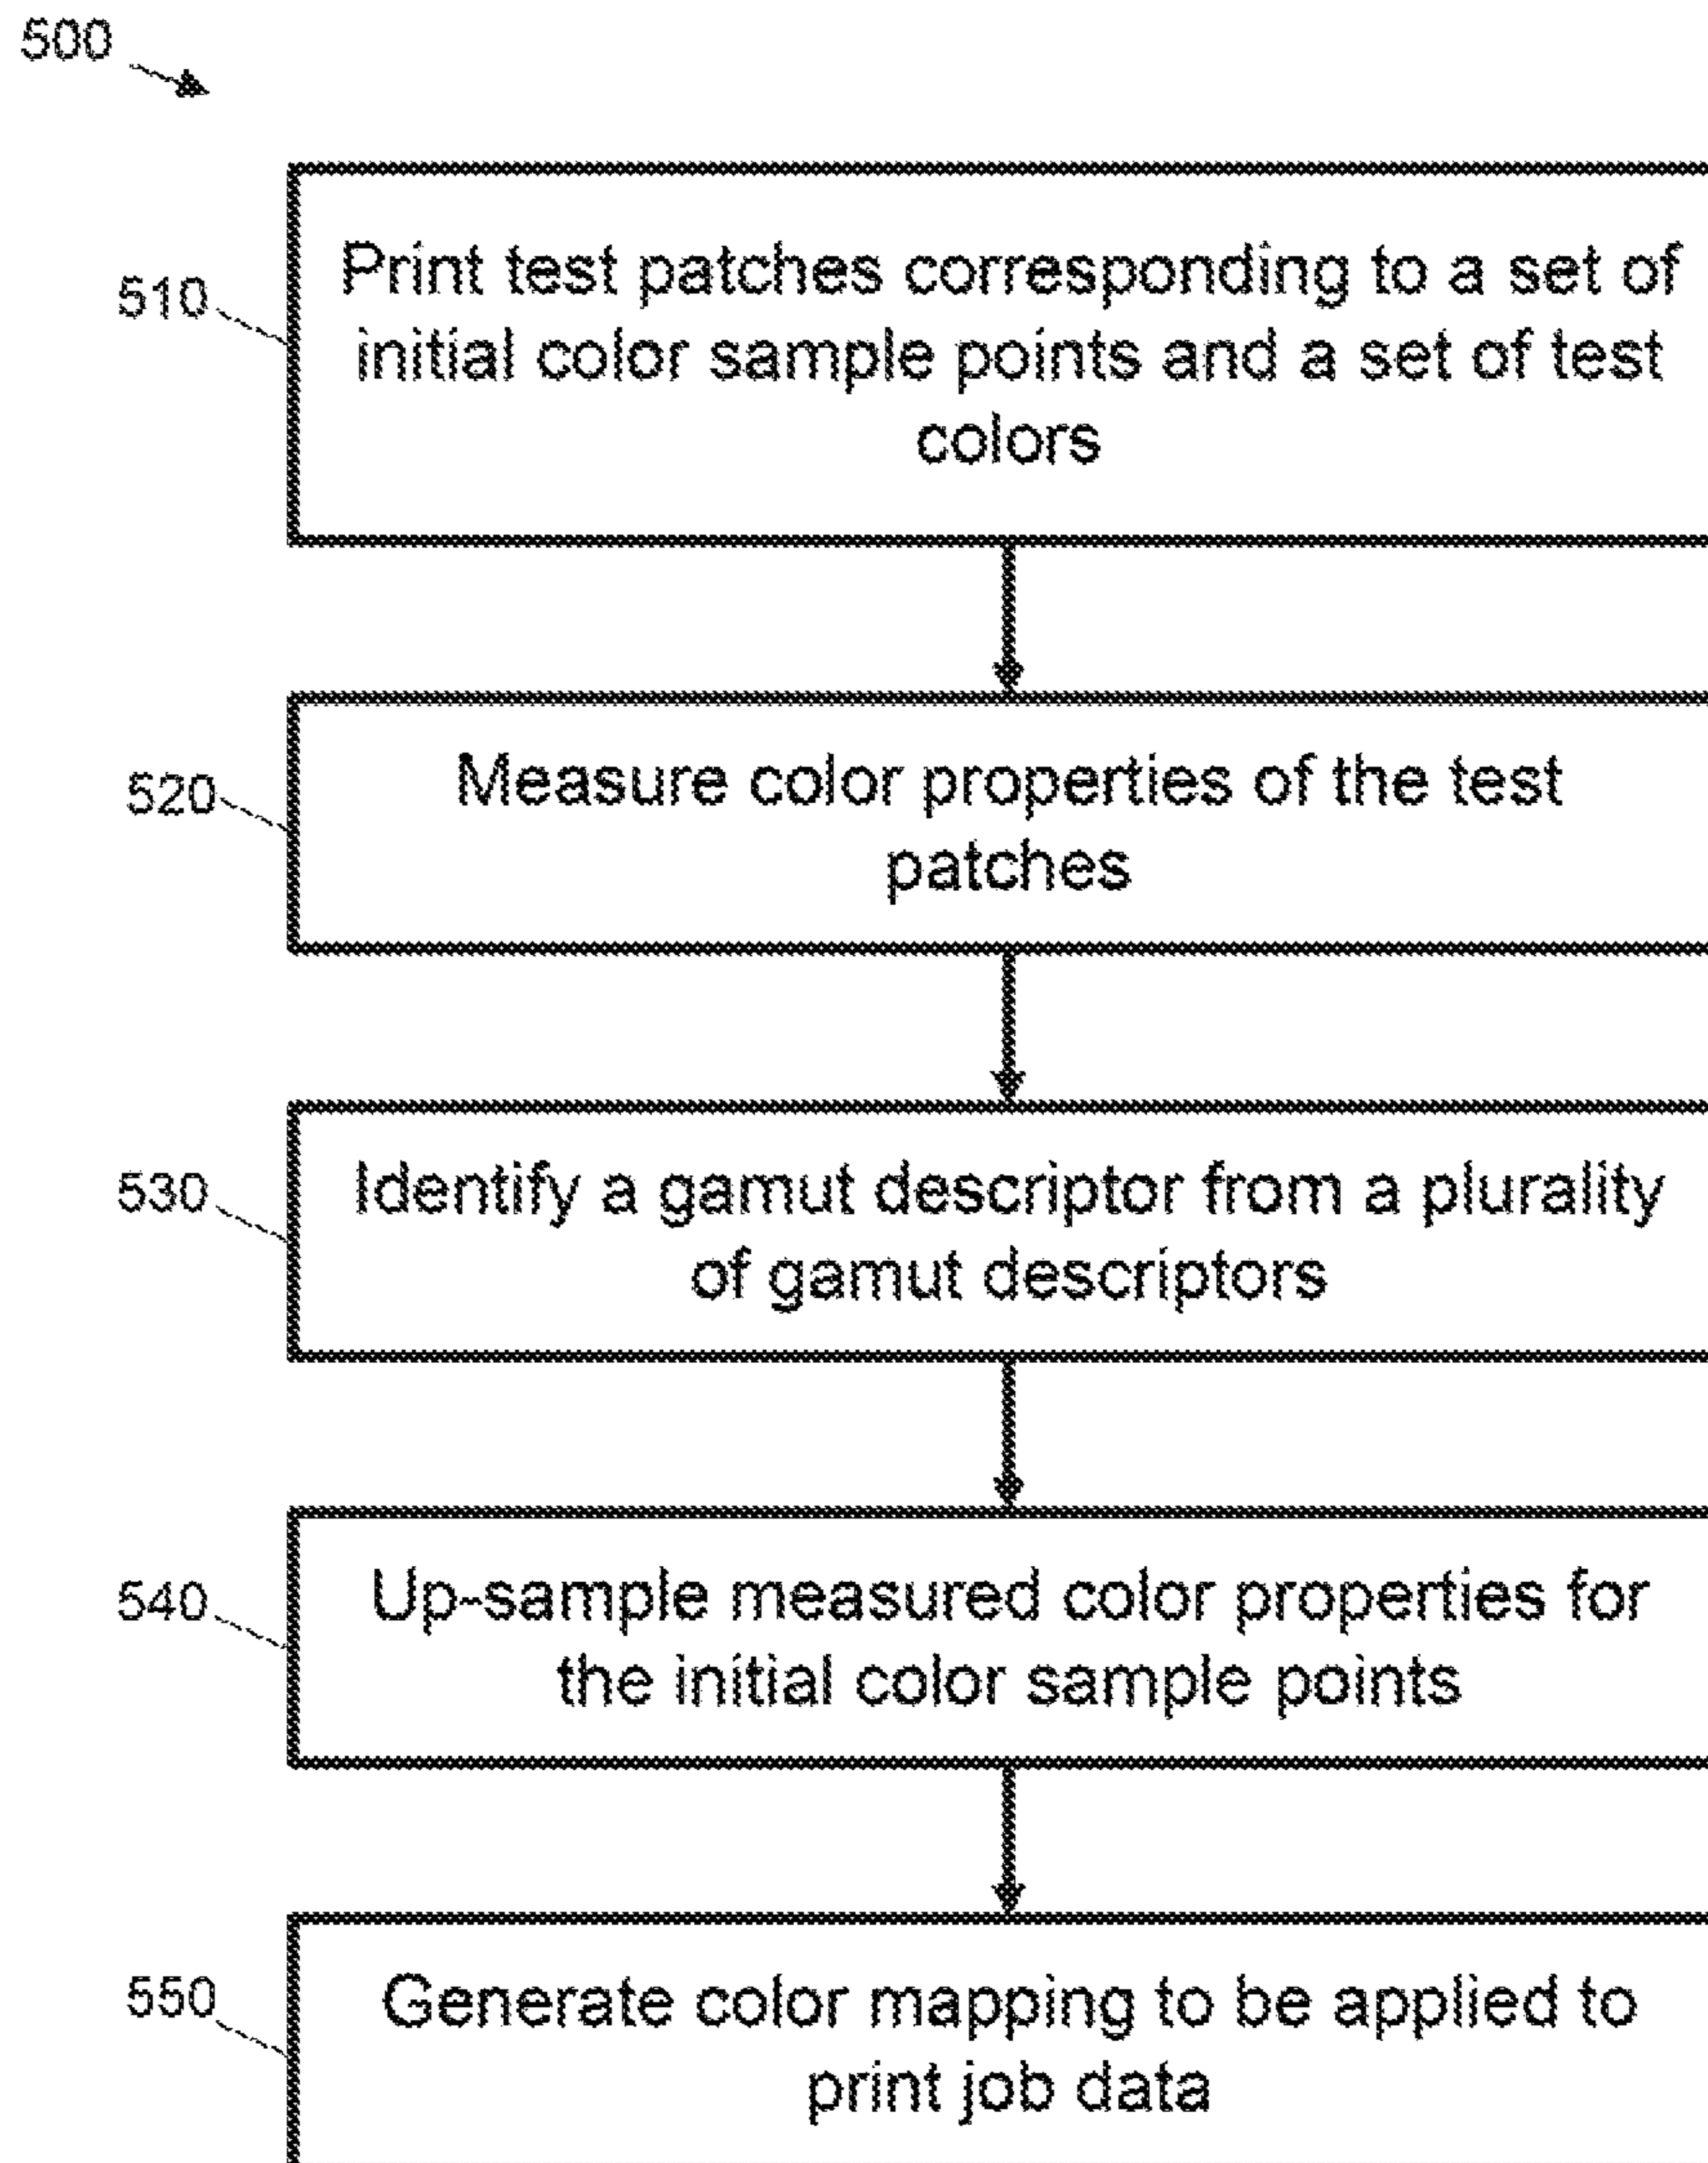 500
510
Print test patches corresponding to a set of
initial color sample points and a set of test
colors
520
Measure color properties of the test
patches
530
Identify a gamut descriptor from a plurality
of gamut descriptors
540
Up-sample measured color properties for
the initial color sample points
550
Generate color mapping to be applied to
print job data